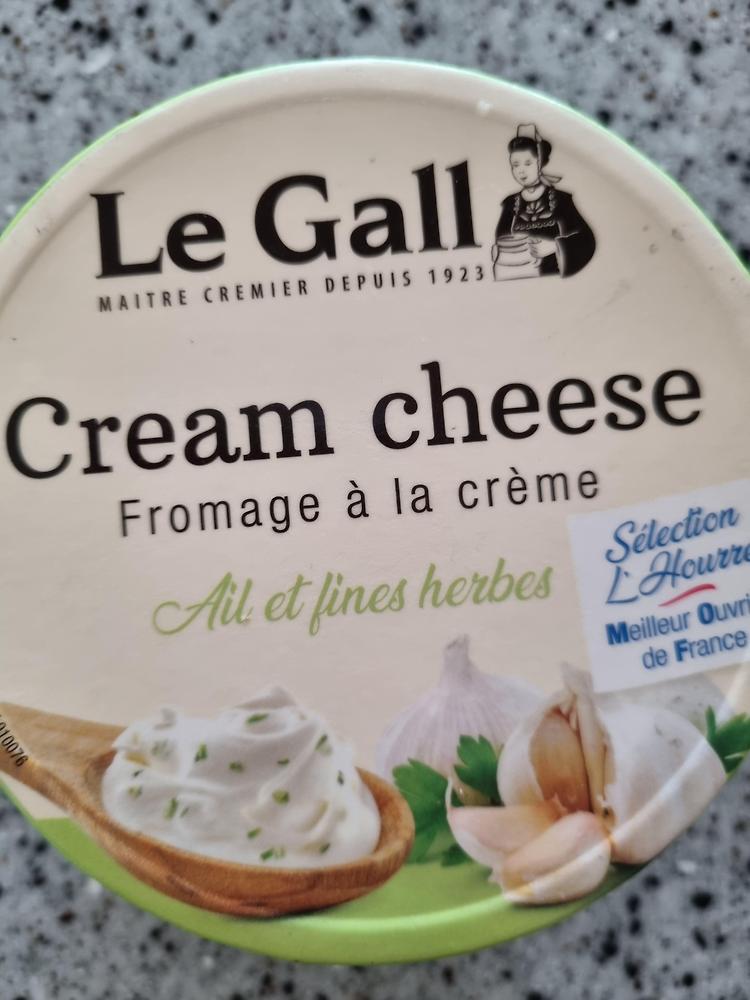 Le Gall
MAITRE CREMIER DEPUIS 1923
Cream cheese
Fromage à la crème
Ail et fines herbes
Sélection
L'Hourre
Meilleur Ouvri
de France